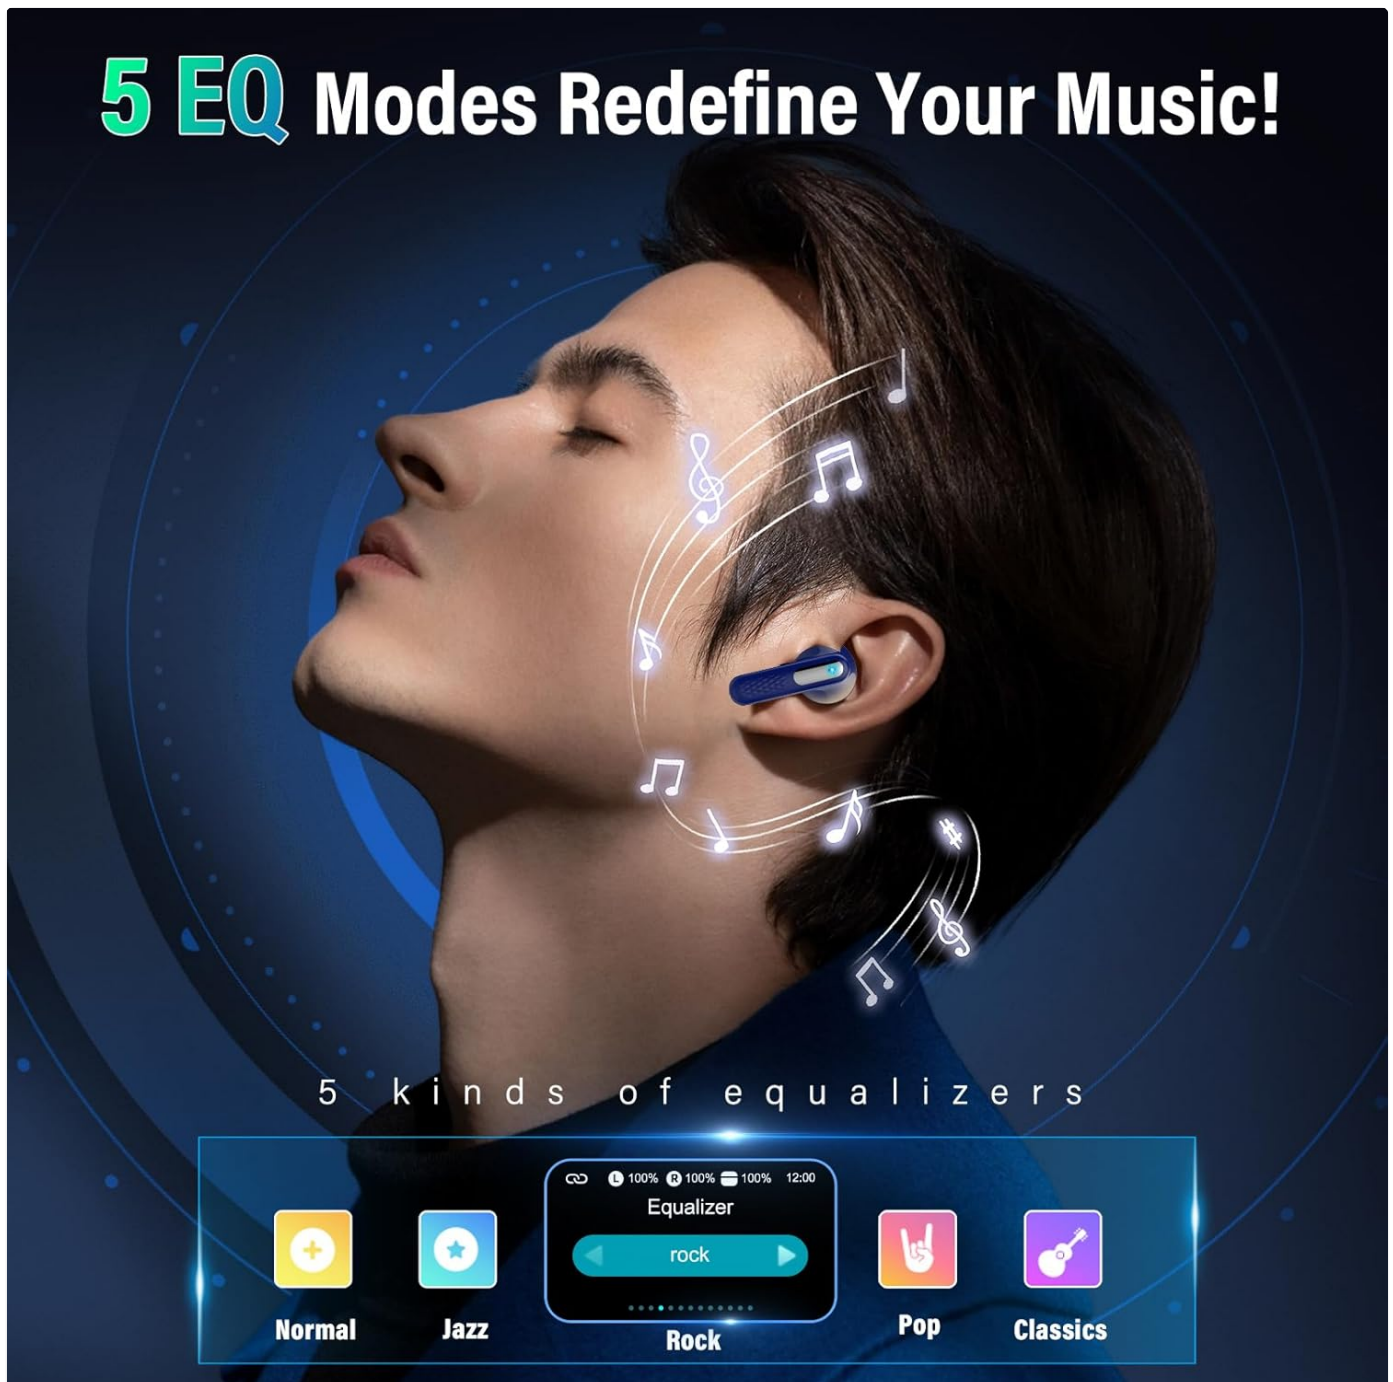 5 EQ Modes Redefine Your Music!
5 kinds of equalizers
L 100% R 100% 100% 12:00
Equalizer
rock
Normal
Jazz
Rock
Pop
Classics